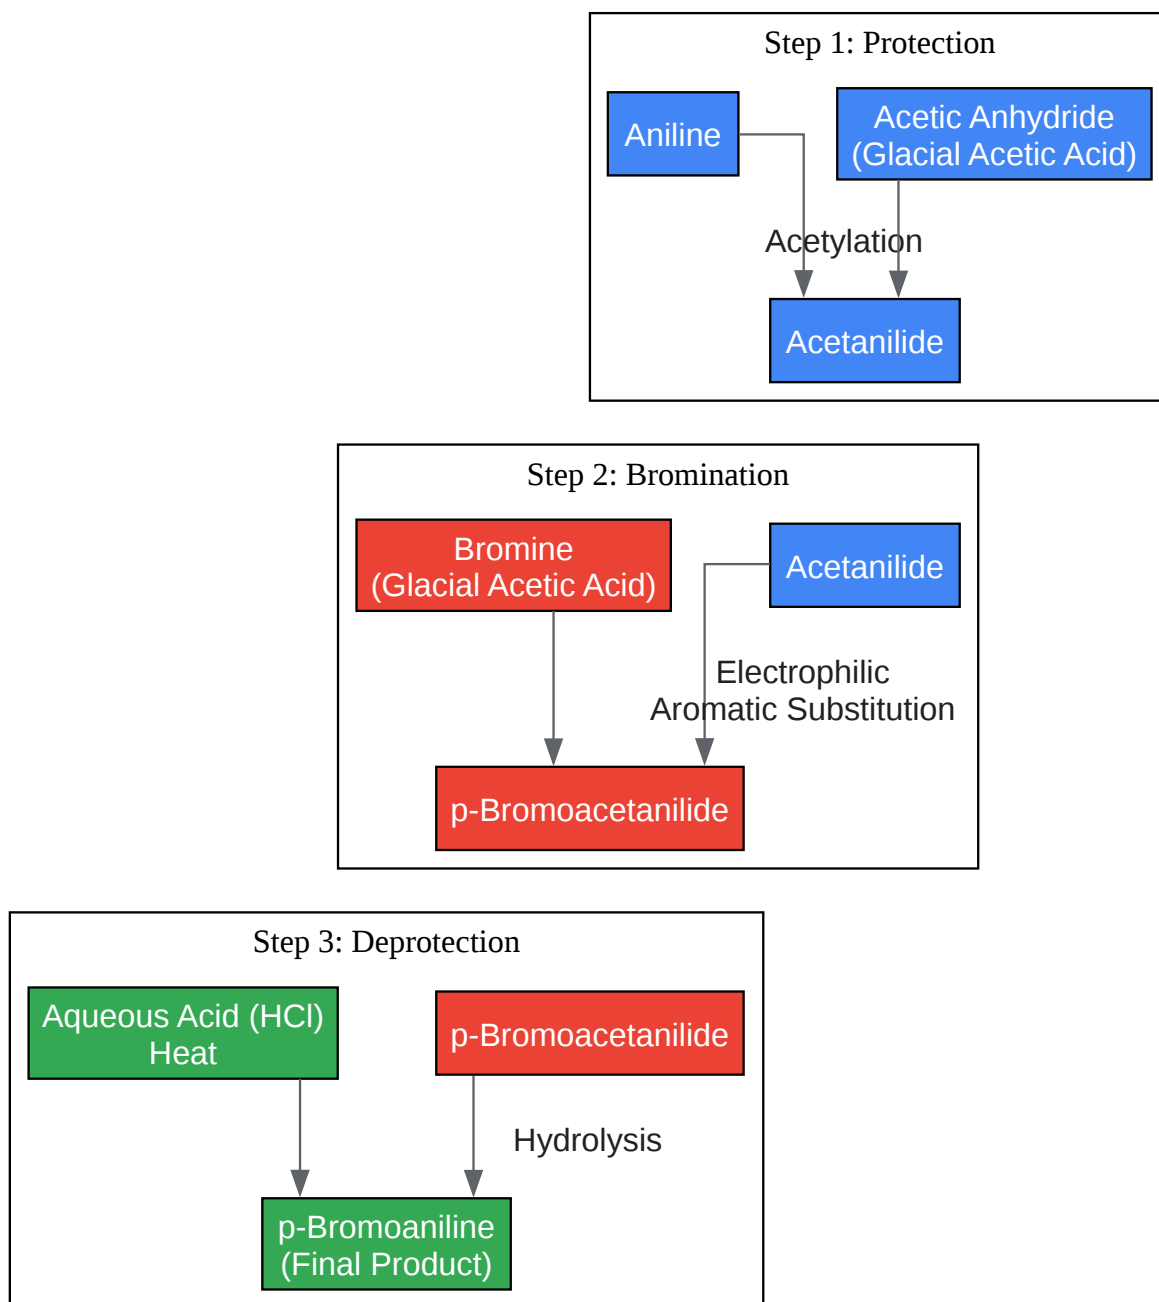 Step 1: Protection
Aniline
Acetic Anhydride
(Glacial Acetic Acid)
Acetylation
Acetanilide
Step 2: Bromination
Bromine
(Glacial Acetic Acid)
Acetanilide
Electrophilic
Aromatic Substitution
p-Bromoacetanilide
Step 3: Deprotection
Aqueous Acid (HCl)
Heat
p-Bromoacetanilide
Hydrolysis
p-Bromoaniline
(Final Product)